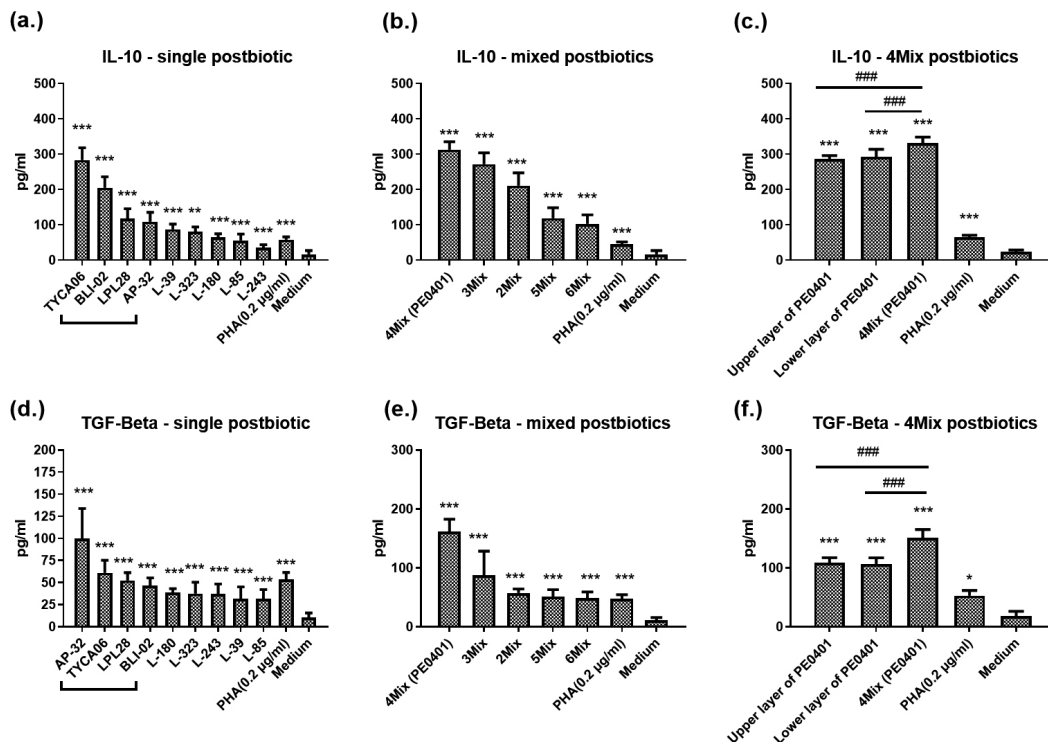 (a.)
IL-10 - single postbiotic
500
400
300
200
100
0
pg/ml
***
***
***
***
***
**
***
***
***
***
TYCA06
BLI-02
LPL28
AP-32
L-39
L-323
L-180
L-85
L-243
PHA(0.2 µg/ml)
Medium
(b.)
IL-10 - mixed postbiotics
500
400
300
200
100
0
pg/ml
***
***
***
***
***
***
4Mix (PE0401)
3Mix
2Mix
5Mix
6Mix
PHA(0.2 µg/ml)
Medium
(c.)
IL-10 - 4Mix postbiotics
500
400
300
200
100
0
pg/ml
###
###
***
***
***
***
Upper layer of PE0401
Lower layer of PE0401
4Mix (PE0401)
PHA(0.2 µg/ml)
Medium
(d.)
TGF-Beta - single postbiotic
200
175
150
125
100
75
50
25
0
pg/ml
***
***
***
***
***
***
***
***
***
***
AP-32
TYCA06
LPL28
BLI-02
L-180
L-323
L-243
L-39
L-85
PHA(0.2 µg/ml)
Medium
(e.)
TGF-Beta - mixed postbiotics
300
200
100
0
pg/ml
***
***
***
***
***
***
4Mix (PE0401)
3Mix
2Mix
5Mix
6Mix
PHA(0.2 µg/ml)
Medium
(f.)
TGF-Beta - 4Mix postbiotics
300
200
100
0
pg/ml
###
###
***
***
***
*
Upper layer of PE0401
Lower layer of PE0401
4Mix (PE0401)
PHA(0.2 µg/ml)
Medium